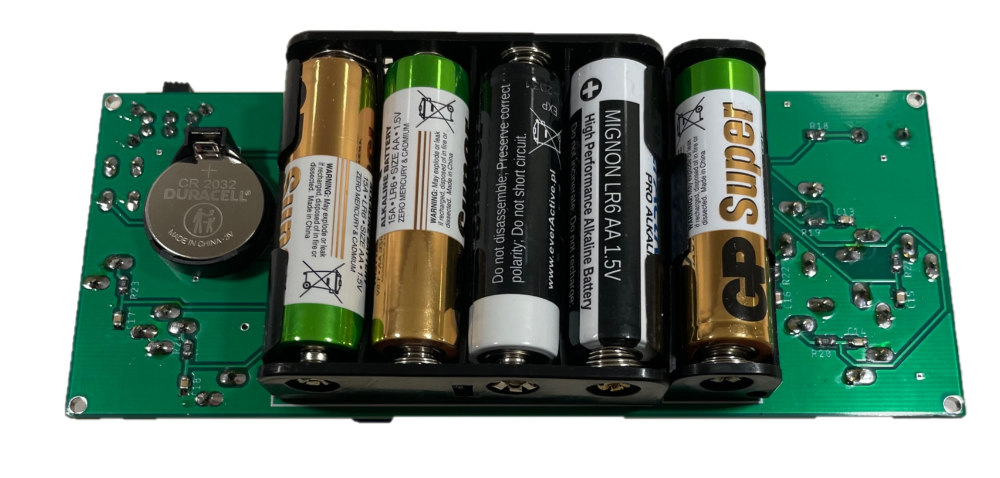 CR 2032
DURACELL®
MADE IN CHINA - 3V
15A • LR6 • SIZE AA • 1.5V
ZERO MERCURY & CADMIUM
WARNING: May explode or leak
if recharged, disposed of in fire or
dissected. Made in China
ALKALINE BATTERY
15A • LR6 • SIZE AA • 1.5V
ZERO MERCURY & CADMIUM
WARNING: May explode or leak
if recharged, disposed of in fire or
dissected. Made in China
Do not disassemble; Preserve correct
polarity; Do not short circuit.
www.everActive.pl
EXP
MIGNON LR6 AA 1.5V
High Performance Alkaline Battery
Do not incinerate; Do not recharge;
PRO ALKALI
GP Super
WARNING: May explode or leak
if recharged, disposed of in fire or
dissected. Made in China
R23
C17
C18
R18
C13
R19
R22
C16
C15
C14
R20